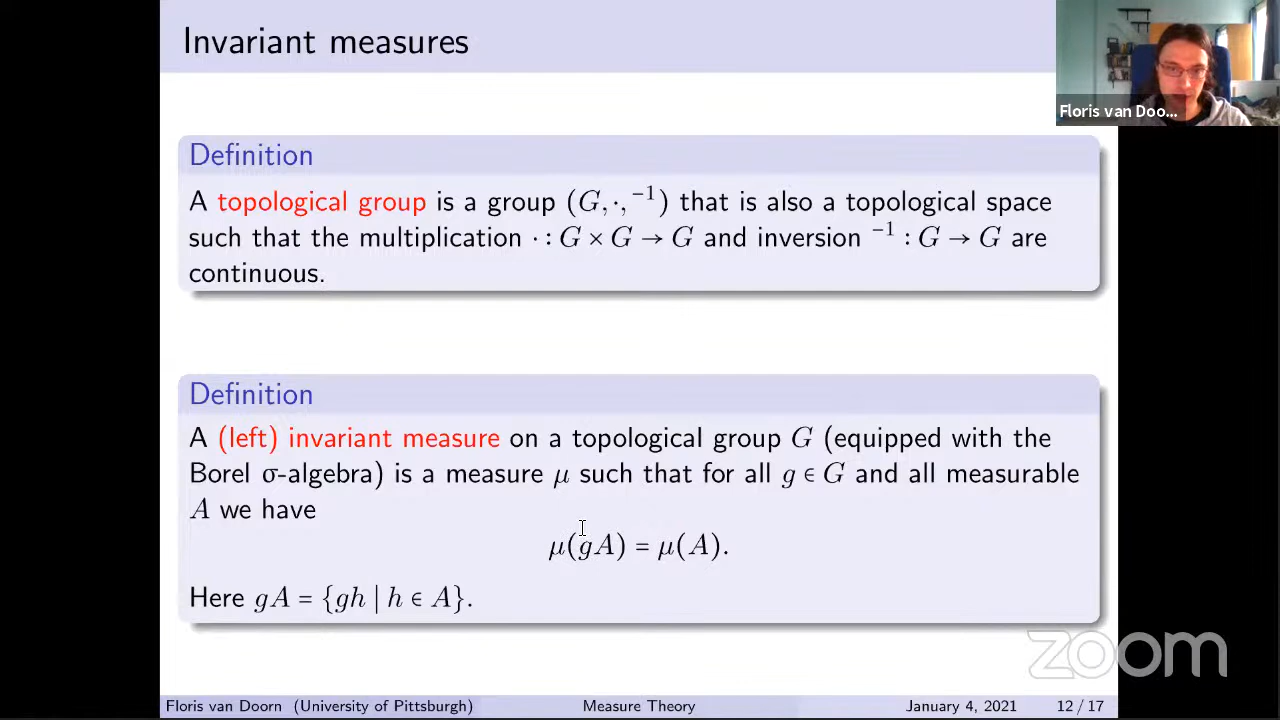 Invariant measures
Floris van Doo...
Definition
A topological group is a group (G, ·, ⁻¹) that is also a topological space
such that the multiplication · : G × G → G and inversion ⁻¹ : G → G are
continuous.
Definition
A (left) invariant measure on a topological group G (equipped with the
Borel σ-algebra) is a measure μ such that for all g ∈ G and all measurable
A we have
μ(gA) = μ(A).
Here gA = {gh | h ∈ A}.
zoom
Floris van Doorn (University of Pittsburgh) Measure Theory January 4, 2021 12 / 17